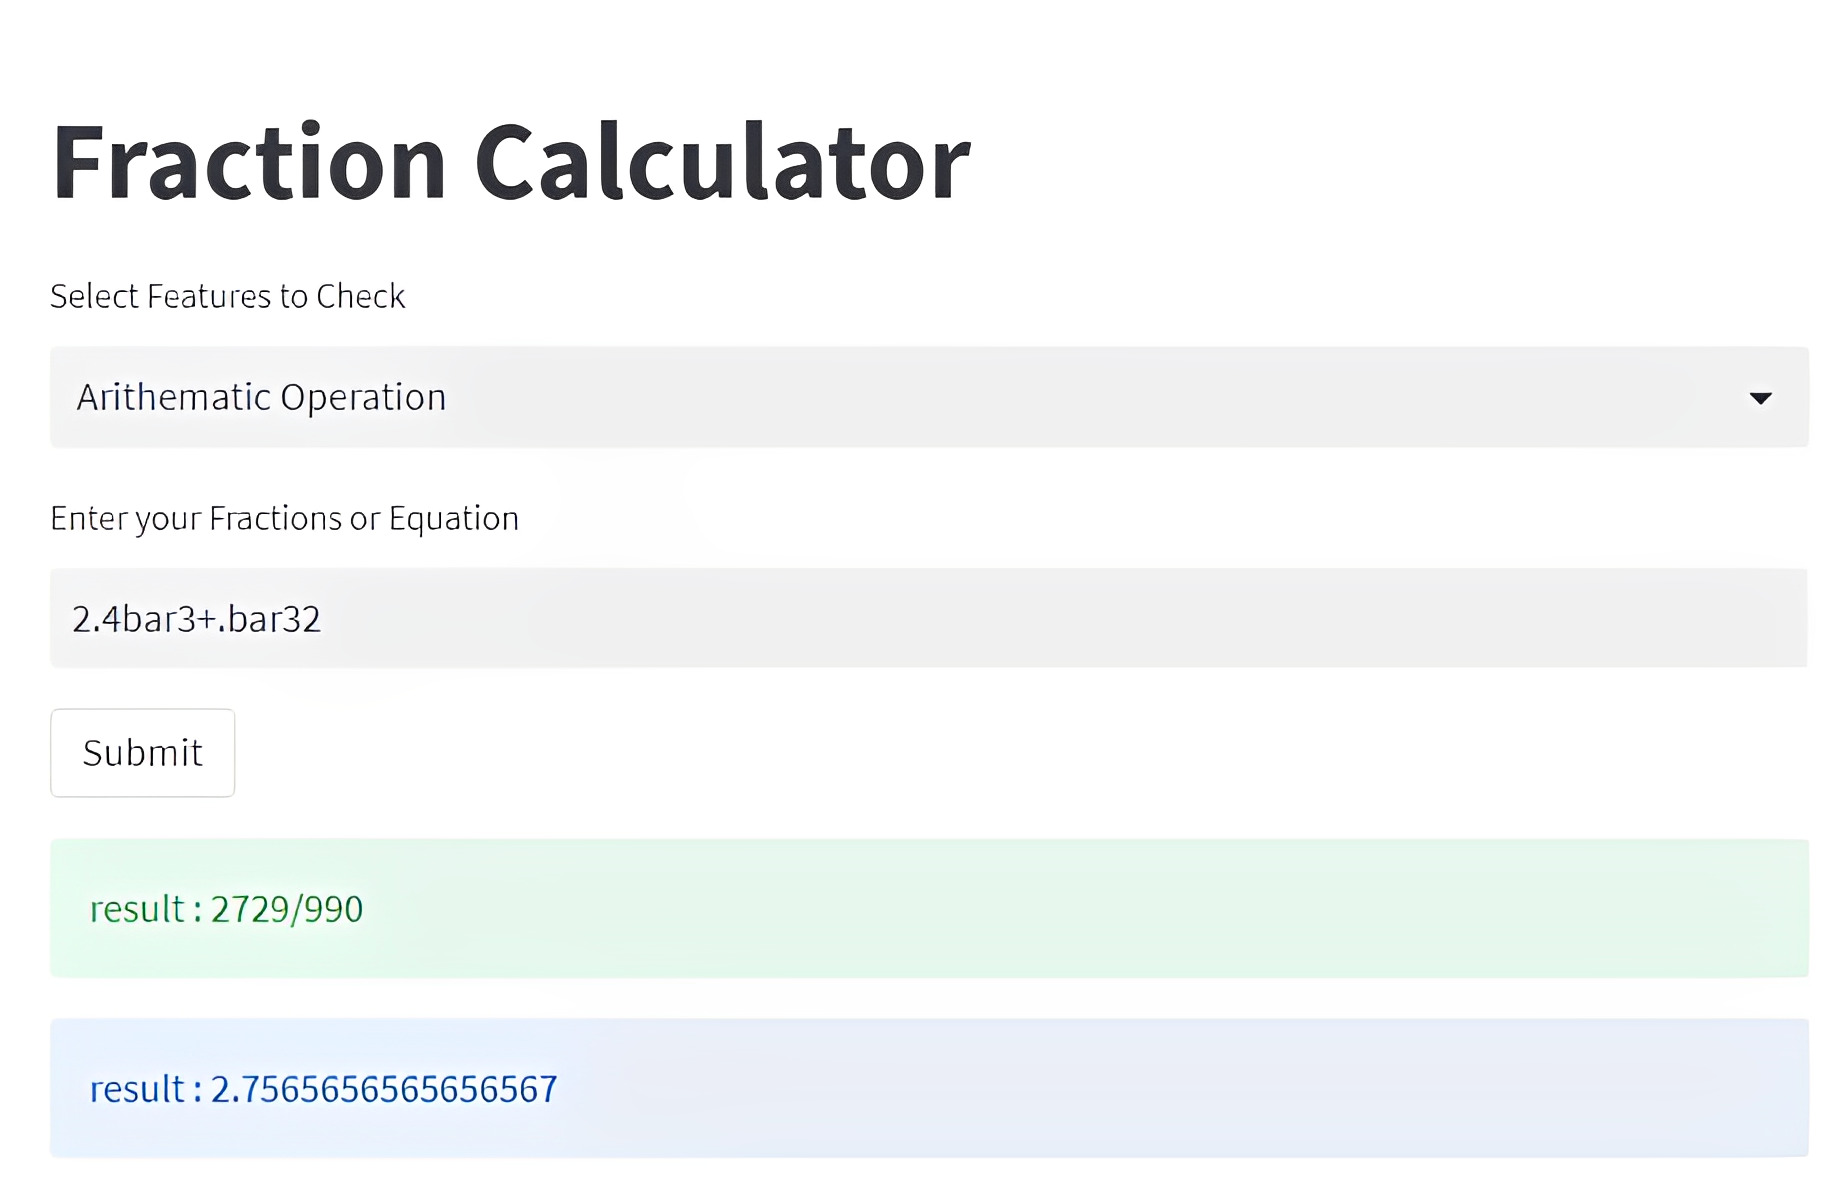 Fraction Calculator
Select Features to Check
Arithematic Operation
Enter your Fractions or Equation
2.4bar3+.bar32
Submit
result : 2729/990
result : 2.7565656565656567